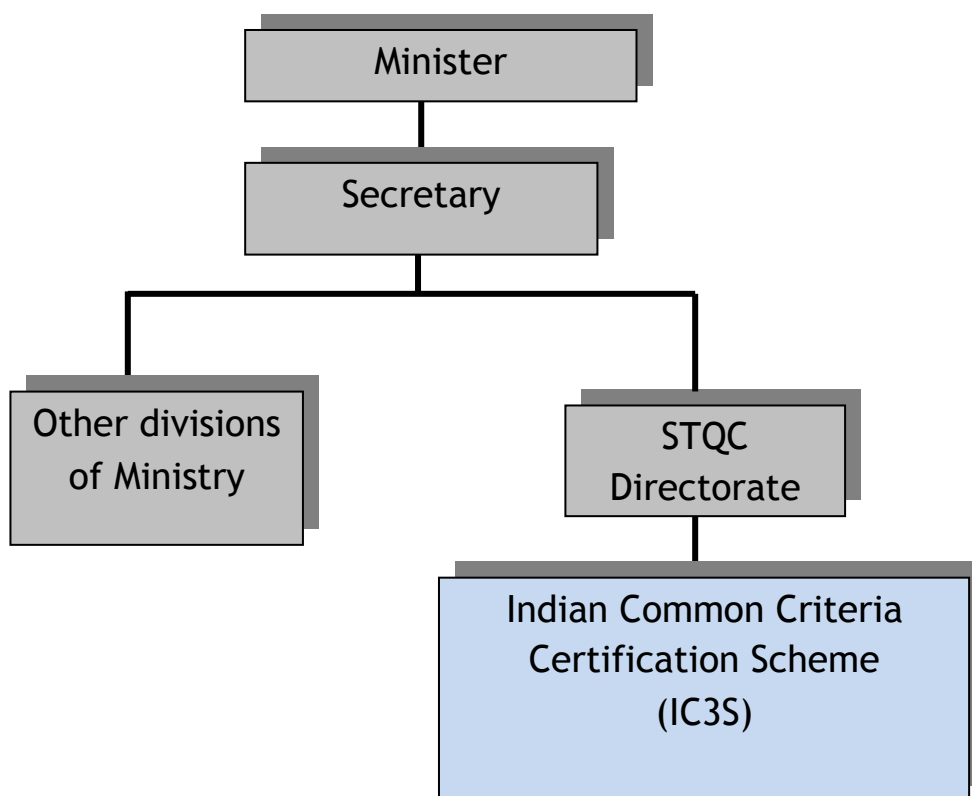 Minister
Secretary
Other divisions
of Ministry
STQC
Directorate
Indian Common Criteria
Certification Scheme
(IC3S)